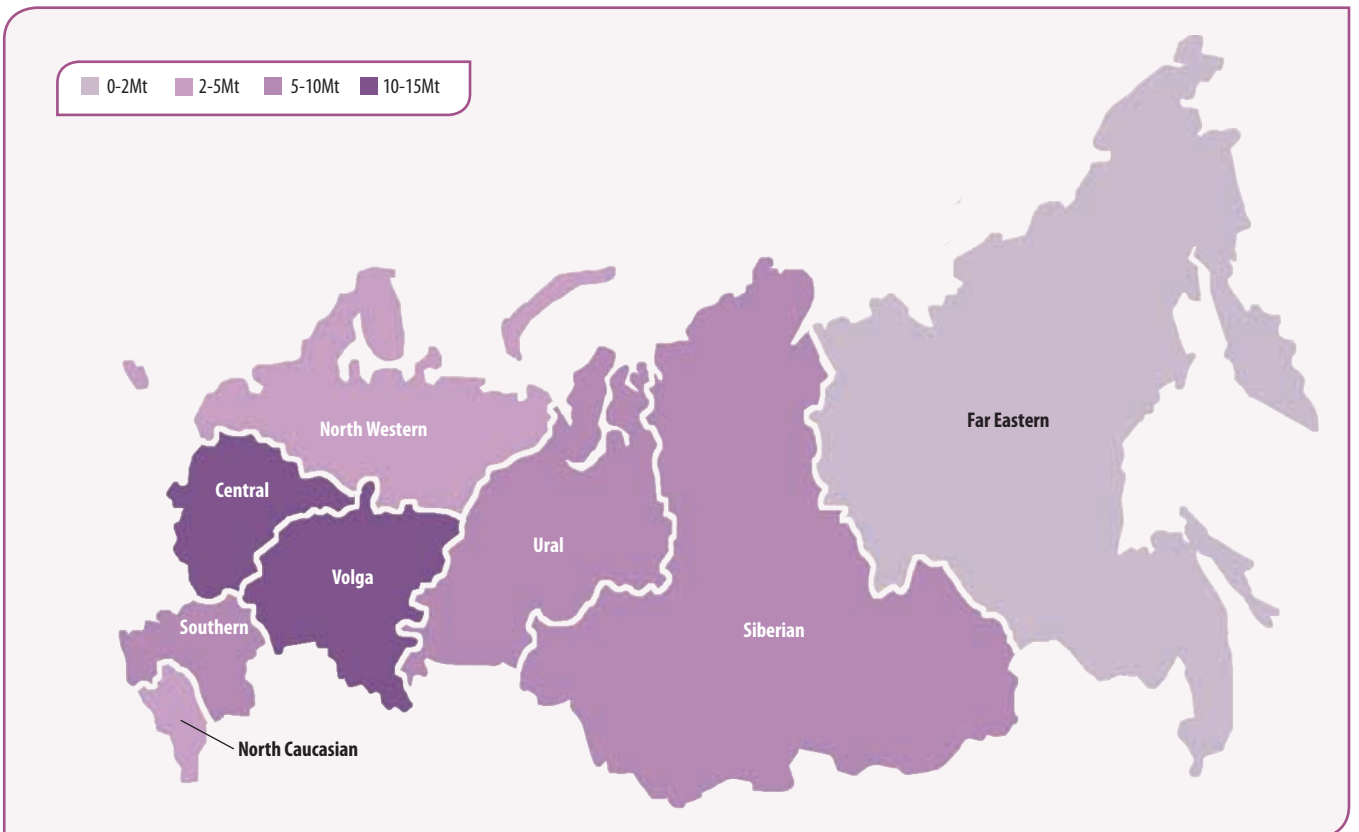 0-2Mt 2-5Mt 5-10Mt 10-15Mt
Far Eastern
North Western
Central
Ural
Volga
Southern
Siberian
North Caucasian